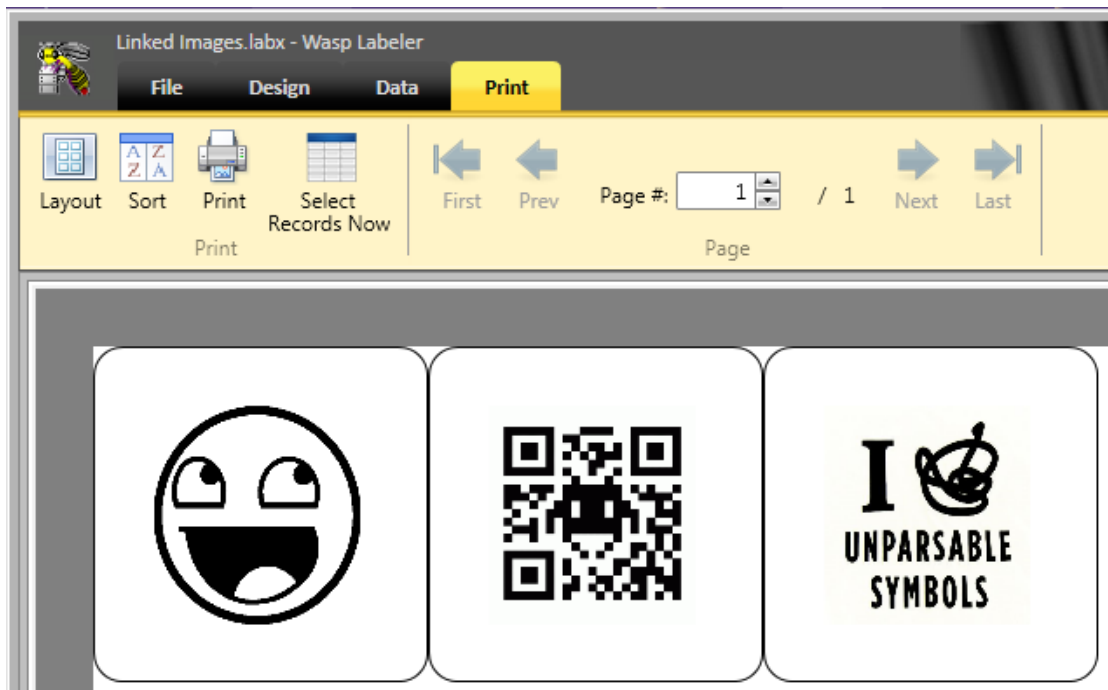 Linked Images.labx - Wasp Labeler
File Design Data Print
Layout Sort Print Select Records Now First Prev Page #: 1 / 1 Next Last
Print Page
I
UNPARSABLE
SYMBOLS